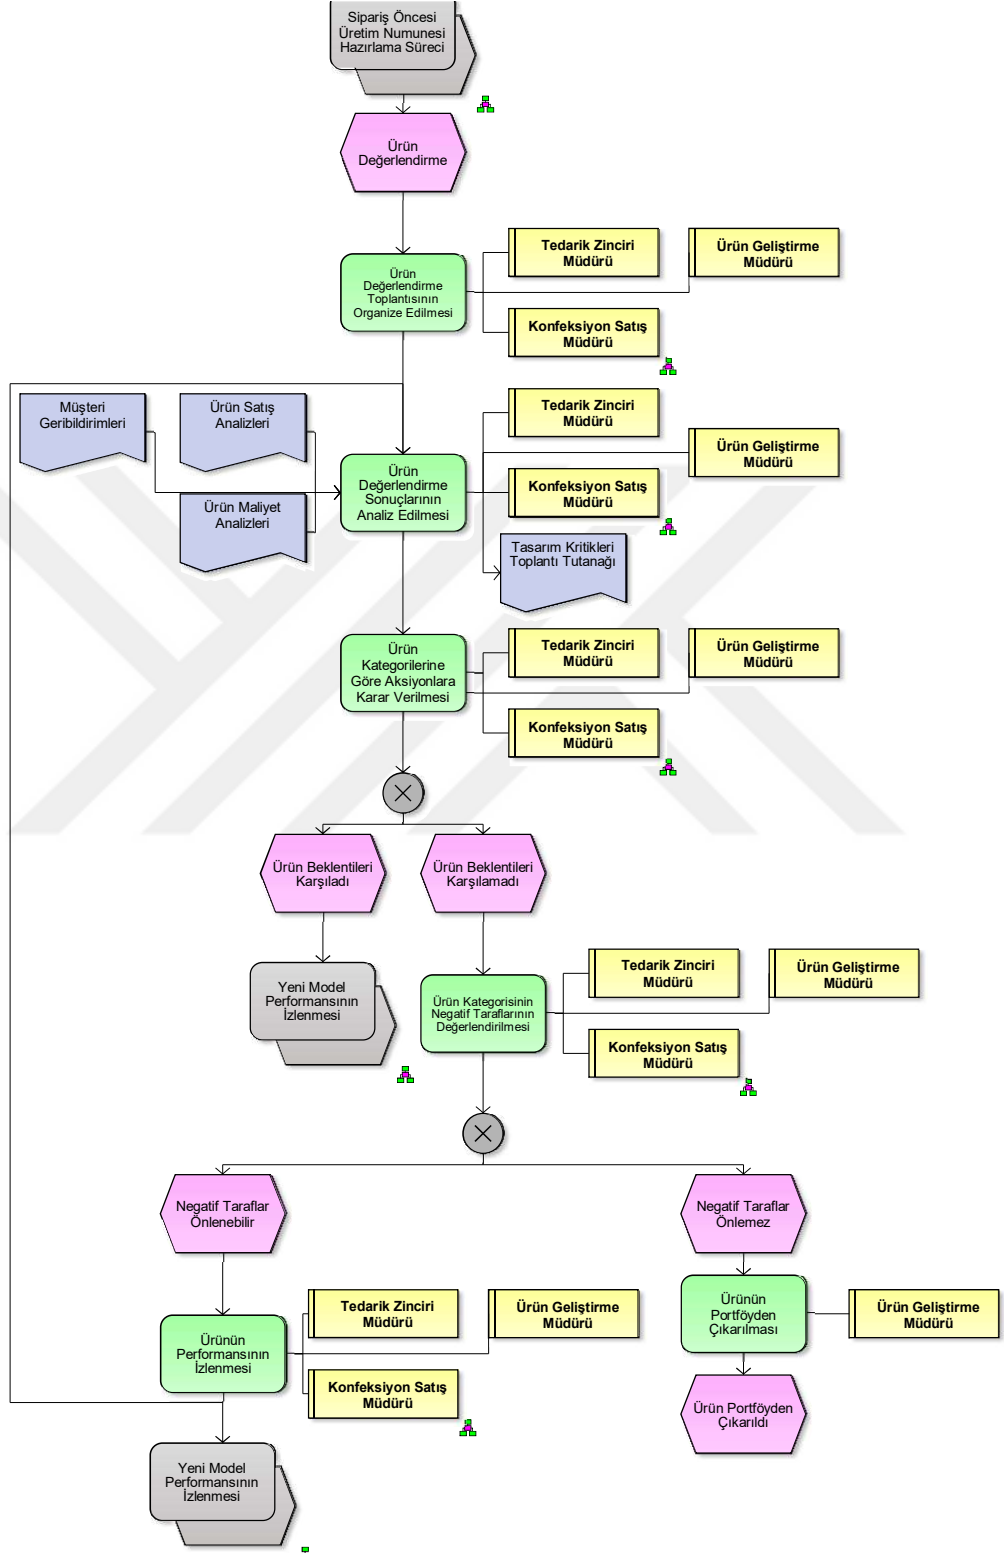 Sipariş Öncesi
Üretim Numunesi
Hazırlama Süreci
Ürün
Değerlendirme
Ürün
Değerlendirme
Toplantısının
Organize Edilmesi
Tedarik Zinciri
Müdürü
Ürün Geliştirme
Müdürü
Konfeksiyon Satış
Müdürü
Müşteri
Geribildirimleri
Ürün Satış
Analizleri
Ürün Maliyet
Analizleri
Ürün
Değerlendirme
Sonuçlarının
Analiz Edilmesi
Tedarik Zinciri
Müdürü
Ürün Geliştirme
Müdürü
Konfeksiyon Satış
Müdürü
Tasarım Kritikleri
Toplantı Tutanağı
Ürün
Kategorilerine
Göre Aksiyonlara
Karar Verilmesi
Tedarik Zinciri
Müdürü
Ürün Geliştirme
Müdürü
Konfeksiyon Satış
Müdürü
Ürün Beklentileri
Karşıladı
Ürün Beklentileri
Karşılamadı
Yeni Model
Performansının
İzlenmesi
Ürün Kategorisinin
Negatif Taraflarının
Değerlendirilmesi
Tedarik Zinciri
Müdürü
Ürün Geliştirme
Müdürü
Konfeksiyon Satış
Müdürü
Negatif Taraflar
Önlenebilir
Negatif Taraflar
Önlemez
Ürünün
Performansının
İzlenmesi
Tedarik Zinciri
Müdürü
Ürün Geliştirme
Müdürü
Konfeksiyon Satış
Müdürü
Ürünün
Portföyden
Çıkarılması
Ürün Geliştirme
Müdürü
Ürün Portföyden
Çıkarıldı
Yeni Model
Performansının
İzlenmesi